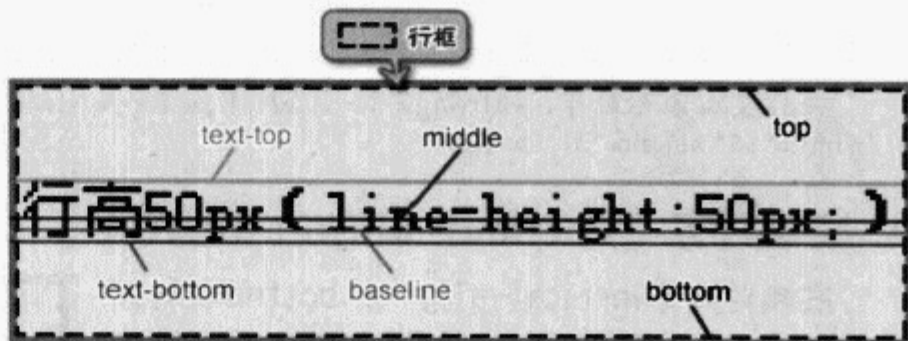 行框
top
text-top
middle
行高50px(line-height:50px;)
text-bottom
baseline
bottom